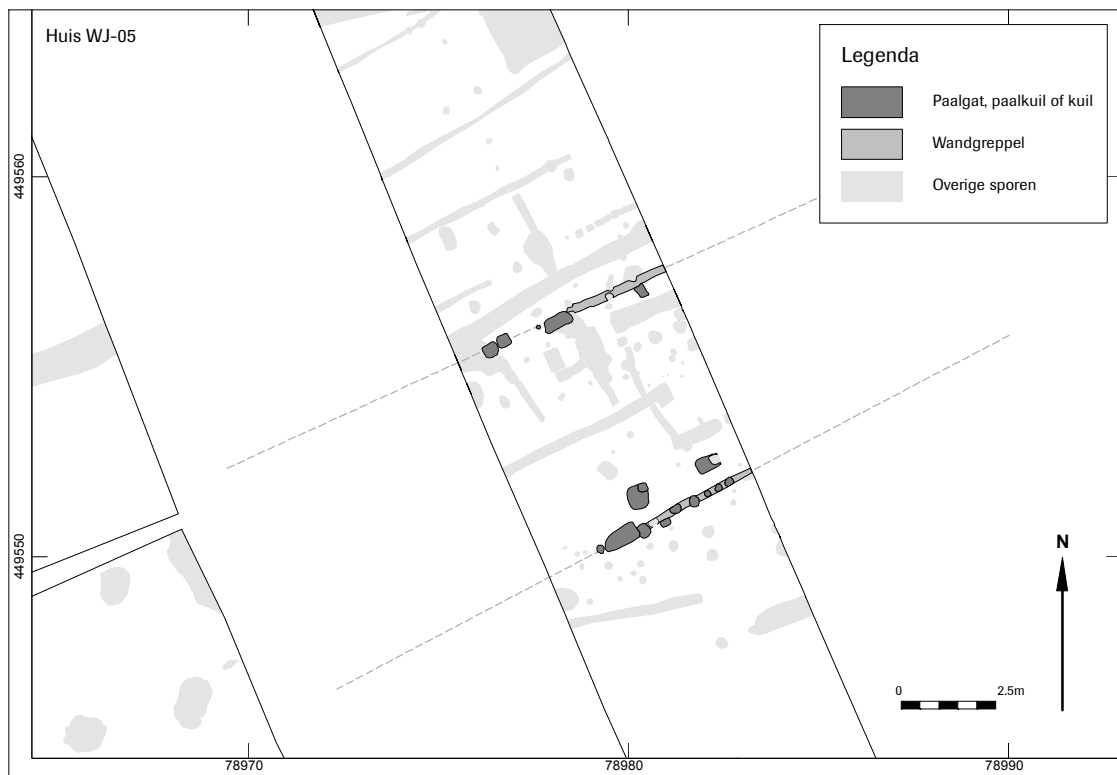 Huis WJ-05
Legenda
Paalgat, paalkuil of kuil
Wandgreppel
Overige sporen
449560
449550
N
0 2.5m
78970 78980 78990